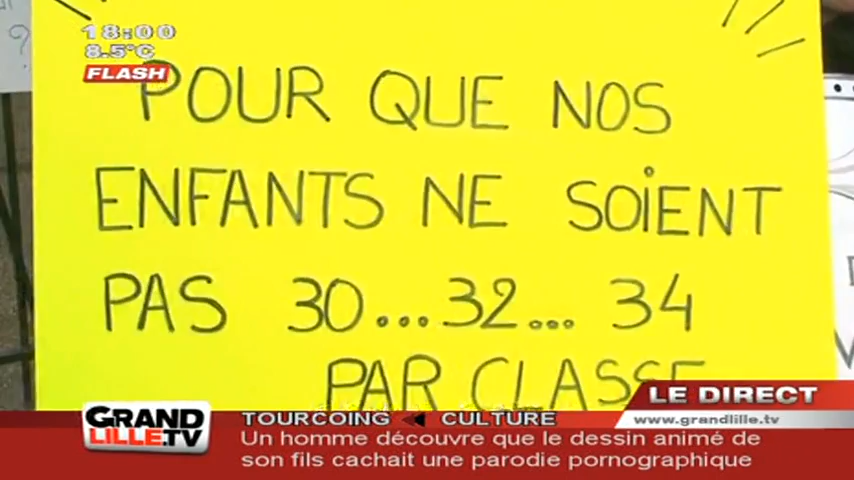 18:00
8.5°C
FLASH
?
POUR QUE NOS
ENFANTS NE SOIENT
PAS 30...32... 34
PAR CLASSE
LE DIRECT
www.grandlille.tv
GRAND
LILLE.TV
TOURCOING ◀ CULTURE
Un homme découvre que le dessin animé de
son fils cachait une parodie pornographique